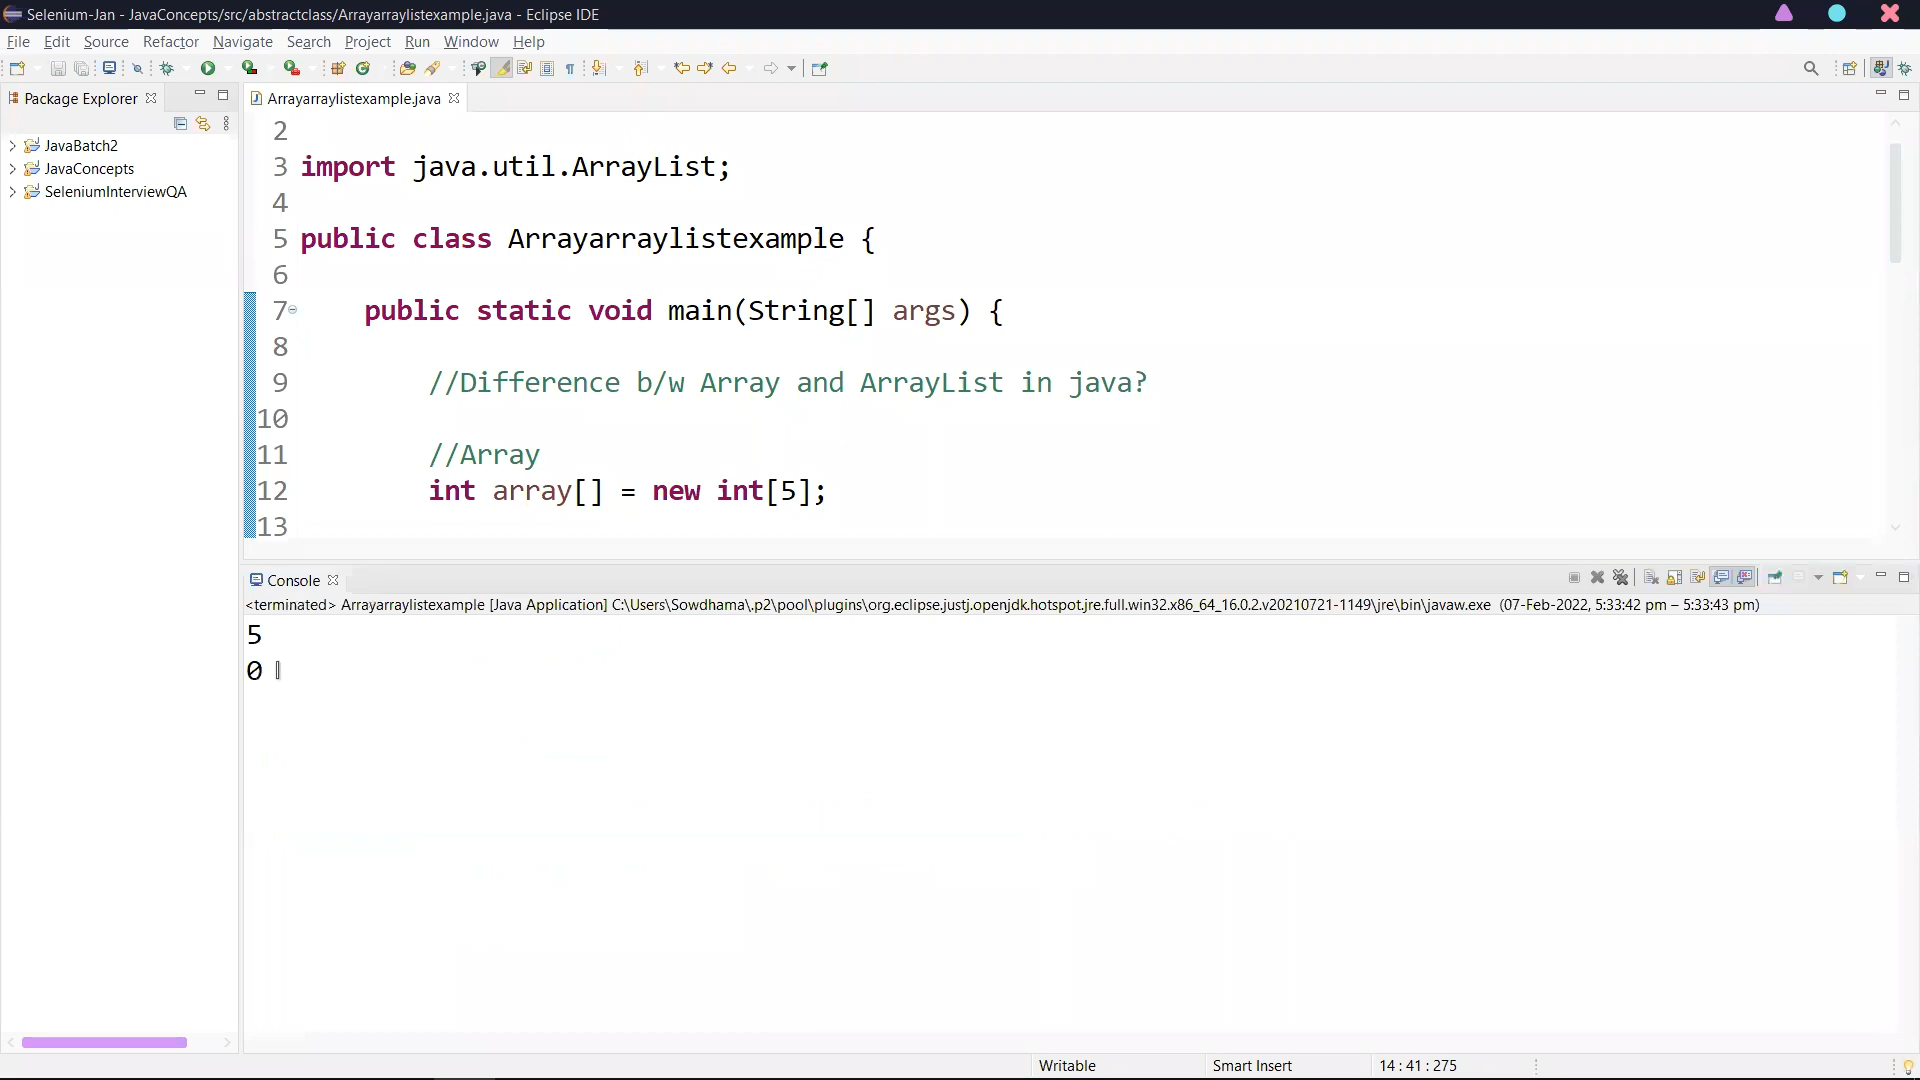 Selenium-Jan - JavaConcepts/src/abstractclass/Arrayarraylistexample.java - Eclipse IDE
File Edit Source Refactor Navigate Search Project Run Window Help
Package Explorer
JavaBatch2
JavaConcepts
SeleniumInterviewQA
Arrayarraylistexample.java
2
3 import java.util.ArrayList;
4
5 public class Arrayarraylistexample {
6
7 public static void main(String[] args) {
8
9 //Difference b/w Array and ArrayList in java?
10
11 //Array
12 int array[] = new int[5];
13
Console
<terminated> Arrayarraylistexample [Java Application] C:\Users\Sowdhama\.p2\pool\plugins\org.eclipse.justj.openjdk.hotspot.jre.full.win32.x86_64_16.0.2.v20210721-1149\jre\bin\javaw.exe (07-Feb-2022, 5:33:42 pm – 5:33:43 pm)
5
0
Writable Smart Insert 14 : 41 : 275